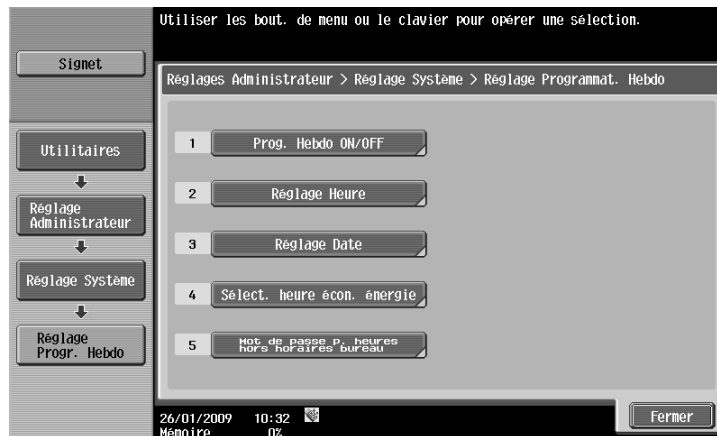 Utiliser les bout. de menu ou le clavier pour opérer une sélection.
Signet
Réglages Administrateur > Réglage Système > Réglage Programmat. Hebdo
Utilitaires
Réglage
Administrateur
Réglage Système
Réglage
Progr. Hebdo
1 Prog. Hebdo ON/OFF
2 Réglage Heure
3 Réglage Date
4 Sélect. heure écon. énergie
5 Mot de passe p. heures
hors horaires bureau
26/01/2009 10:32
Mémoire 0%
Fermer